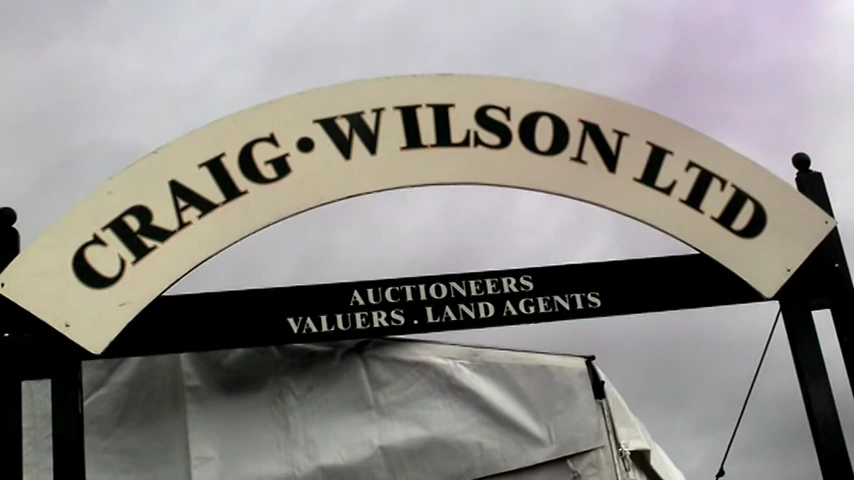 CRAIG·WILSON LTD
AUCTIONEERS
VALUERS . LAND AGENTS